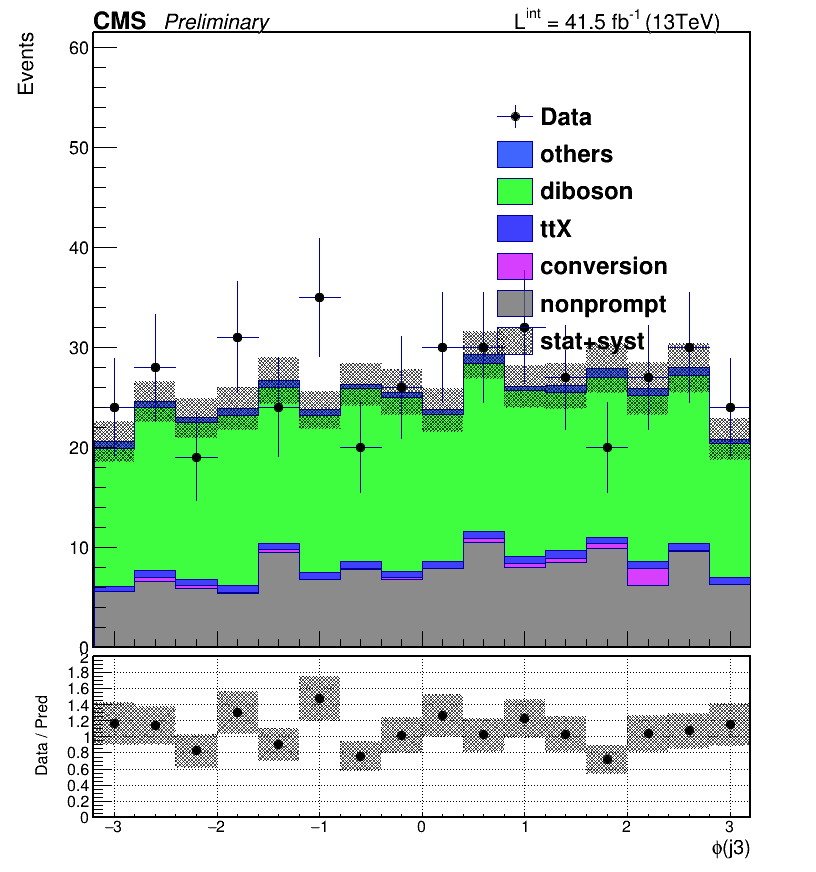 CMS Preliminary L^int = 41.5 fb^-1 (13TeV)
Events
60
50
40
30
20
10
0
Data
others
diboson
ttX
conversion
nonprompt
stat+syst
Data / Pred
2
1.8
1.6
1.4
1.2
1
0.8
0.6
0.4
0.2
0
−3 −2 −1 0 1 2 3
ϕ(j3)